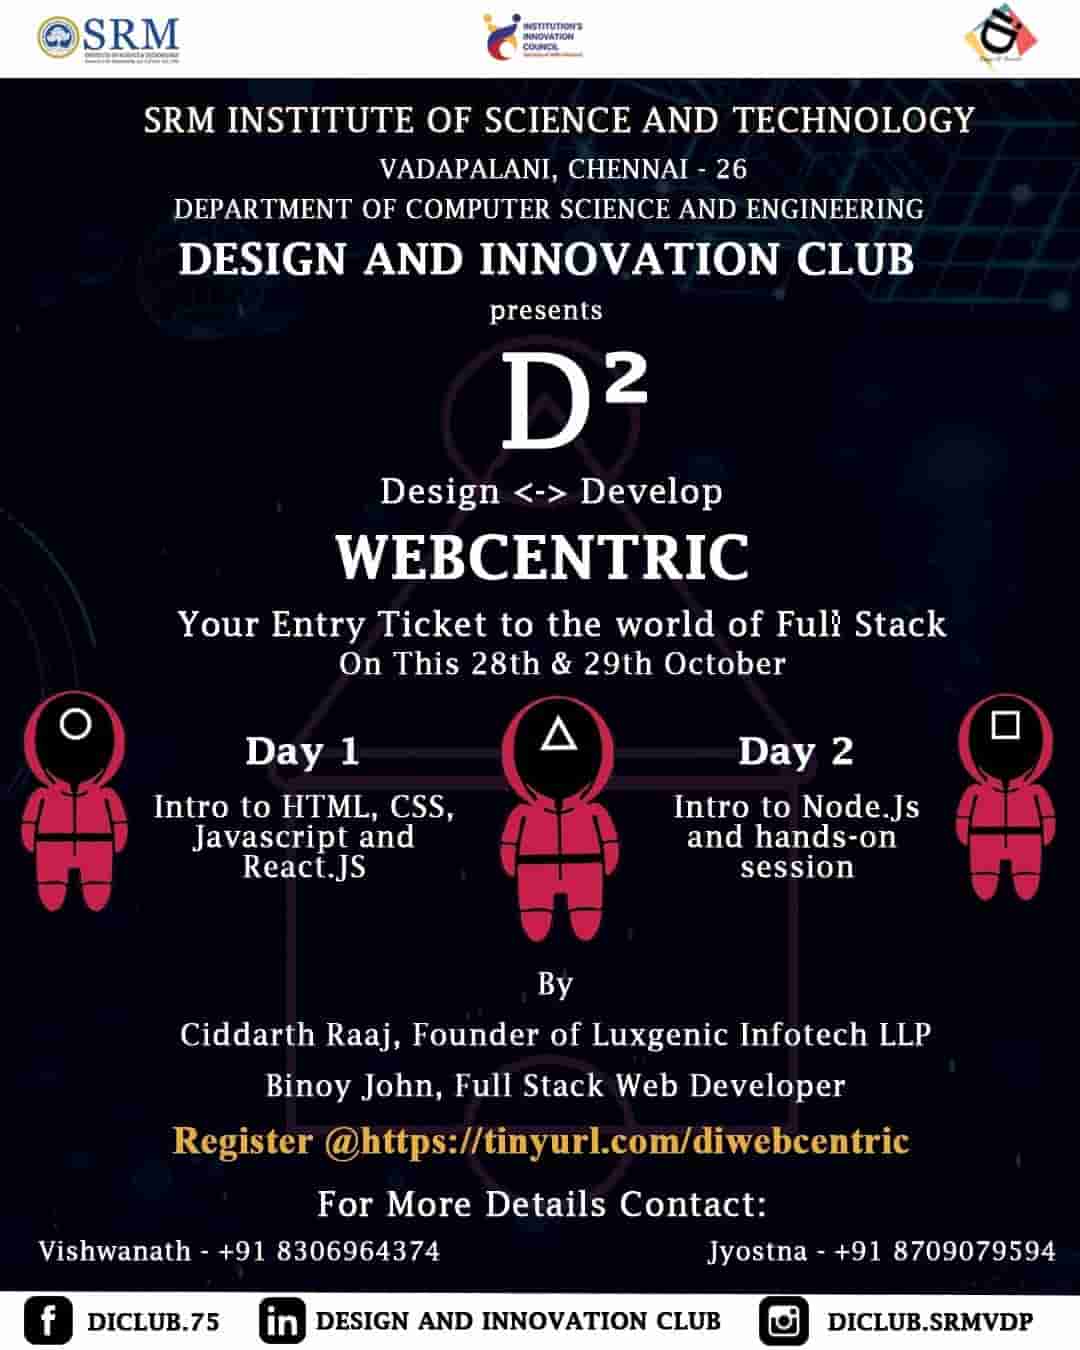 SRM
INSTITUTION'S
INNOVATION
COUNCIL
SRM INSTITUTE OF SCIENCE AND TECHNOLOGY
VADAPALANI, CHENNAI - 26
DEPARTMENT OF COMPUTER SCIENCE AND ENGINEERING
DESIGN AND INNOVATION CLUB
presents
D²
Design <-> Develop
WEBCENTRIC
Your Entry Ticket to the world of Full Stack
On This 28th & 29th October
Day 1
Intro to HTML, CSS,
Javascript and
React.JS
Day 2
Intro to Node.Js
and hands-on
session
By
Ciddarth Raaj, Founder of Luxgenic Infotech LLP
Binoy John, Full Stack Web Developer
Register @https://tinyurl.com/diwebcentric
For More Details Contact:
Vishwanath - +91 8306964374
Jyostna - +91 8709079594
DICLUB.75
DESIGN AND INNOVATION CLUB
DICLUB.SRMVDP